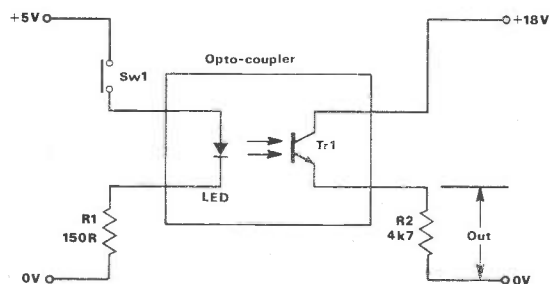 +5V
+18V
Opto-coupler
Sw1
Tr1
LED
R1
150R
R2
4k7
Out
0V
0V